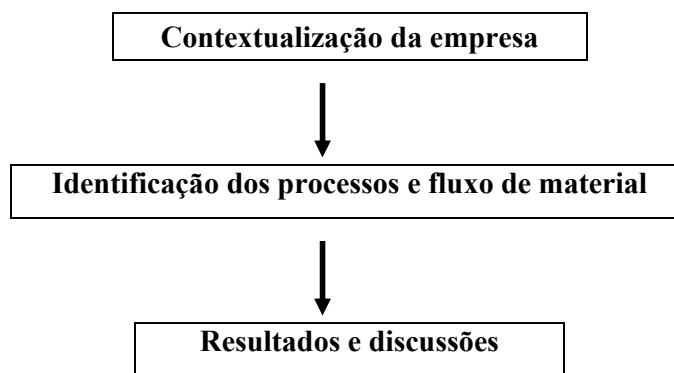 Contextualização da empresa
Identificação dos processos e fluxo de material
Resultados e discussões